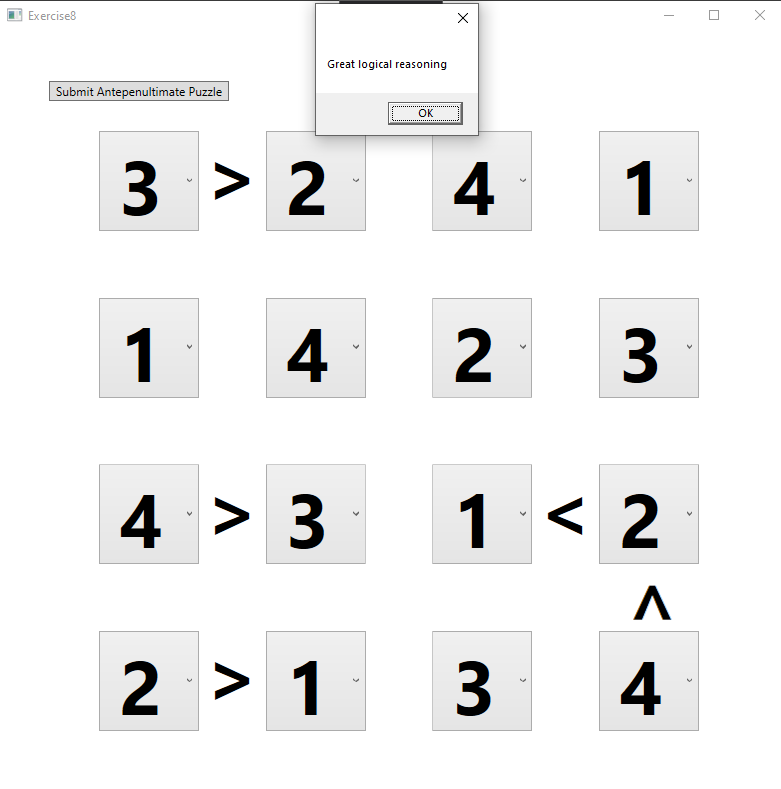 Exercise8
Great logical reasoning
OK
Submit Antepenultimate Puzzle
3 > 2 4 1
1 4 2 3
4 > 3 1 < 2
^
2 > 1 3 4